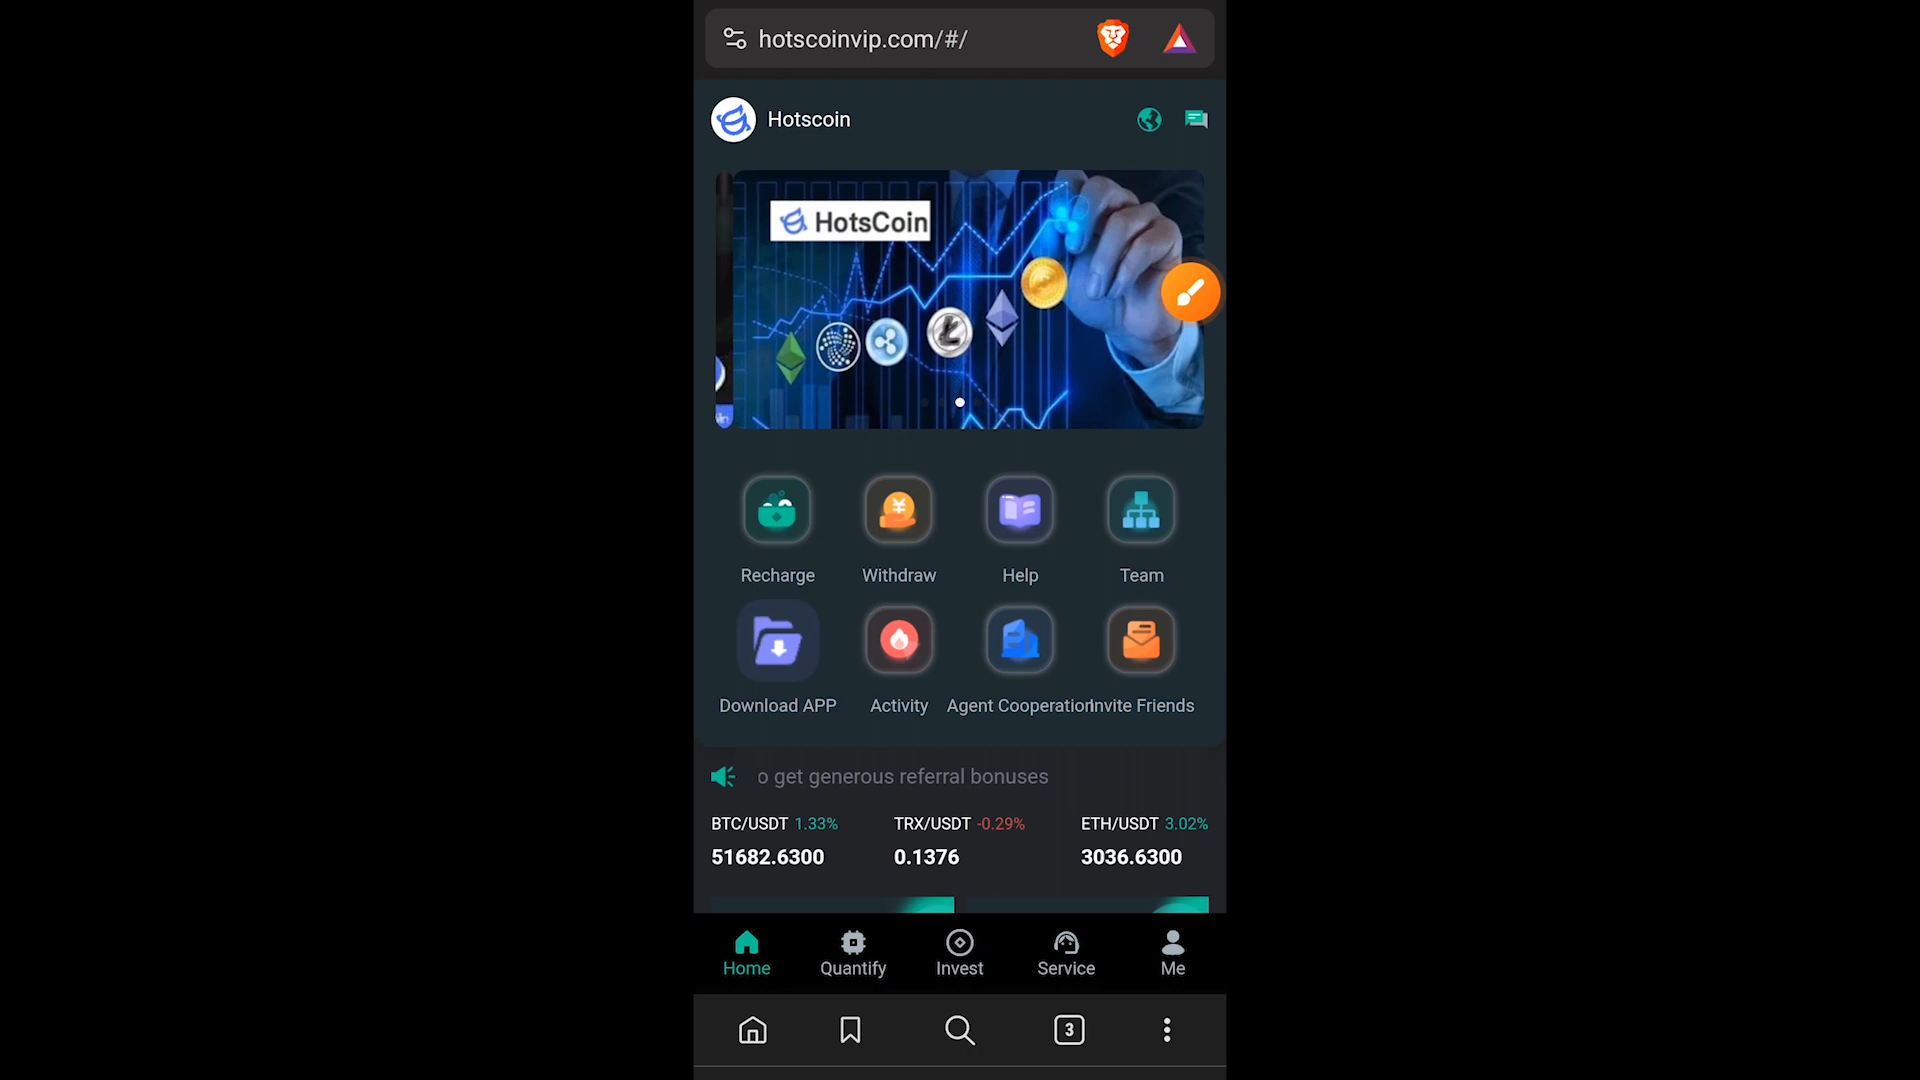 hotscoinvip.com/#/
Hotscoin
HotsCoin
Recharge Withdraw Help Team
Download APP Activity Agent Cooperation Invite Friends
o get generous referral bonuses
BTC/USDT 1.33% TRX/USDT -0.29% ETH/USDT 3.02%
51682.6300 0.1376 3036.6300
Home Quantify Invest Service Me
3